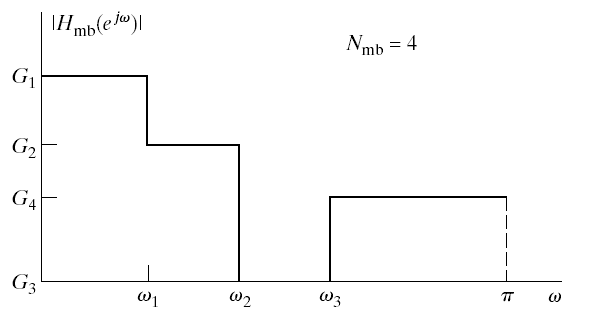 |H_mb(e^jω)|
N_mb = 4
G_1
G_2
G_4
G_3
ω_1 ω_2 ω_3 π ω